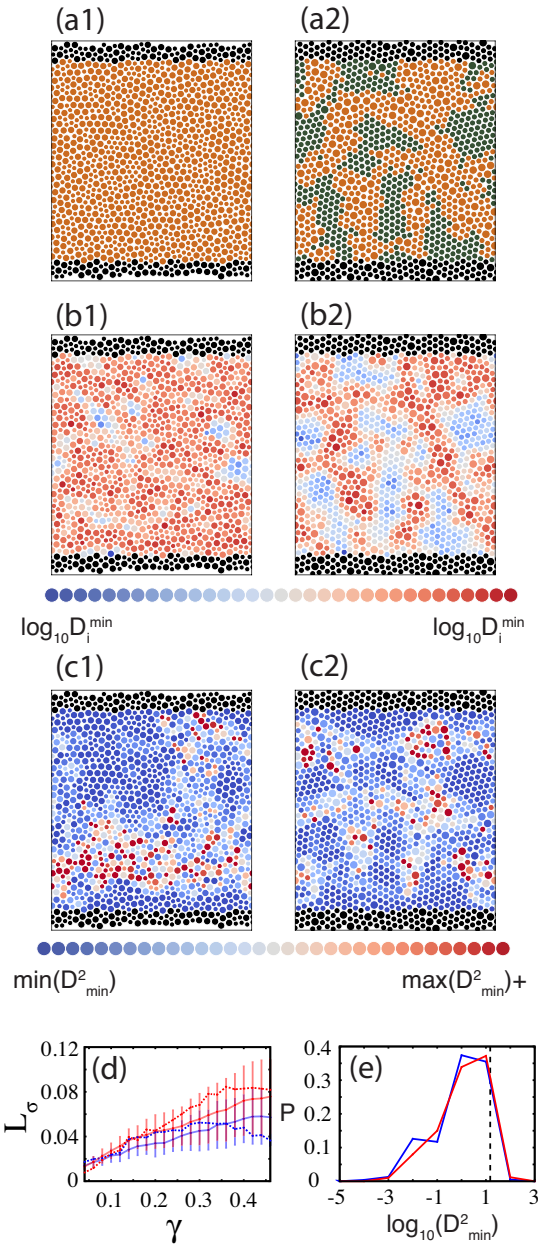 (a1) (a2)
(b1) (b2)
log₁₀Dᵢᵐⁱⁿ log₁₀Dᵢᵐⁱⁿ
(c1) (c2)
min(D²ₘᵢₙ) max(D²ₘᵢₙ)+
(d) (e)
0.12
0.08
0.04
0
L_σ
0.1 0.2 0.3 0.4
γ
0.4
0.3
0.2
0.1
0
P
-5 -3 -1 1 3
log₁₀(D²ₘᵢₙ)